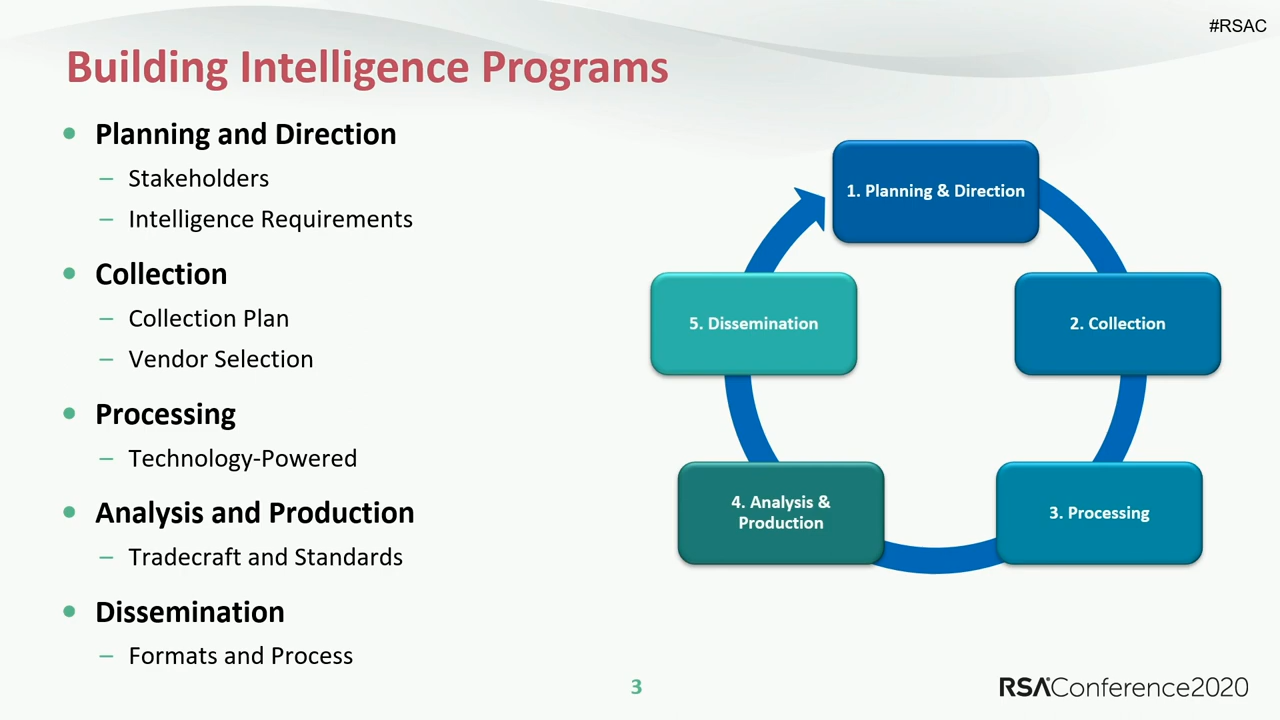 #RSAC
Building Intelligence Programs
• Planning and Direction
– Stakeholders
– Intelligence Requirements
• Collection
– Collection Plan
– Vendor Selection
• Processing
– Technology-Powered
• Analysis and Production
– Tradecraft and Standards
• Dissemination
– Formats and Process
1. Planning & Direction
2. Collection
3. Processing
4. Analysis &
Production
5. Dissemination
3
RSAConference2020